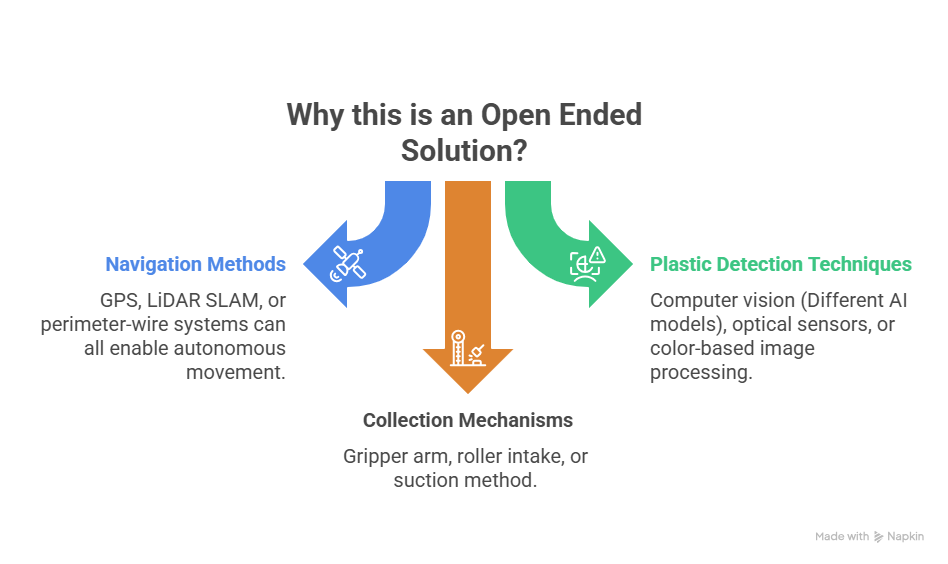 Why this is an Open Ended
Solution?
Navigation Methods
GPS, LiDAR SLAM, or
perimeter-wire systems can
all enable autonomous
movement.
Plastic Detection Techniques
Computer vision (Different AI
models), optical sensors, or
color-based image
processing.
Collection Mechanisms
Gripper arm, roller intake, or
suction method.
Made with Napkin